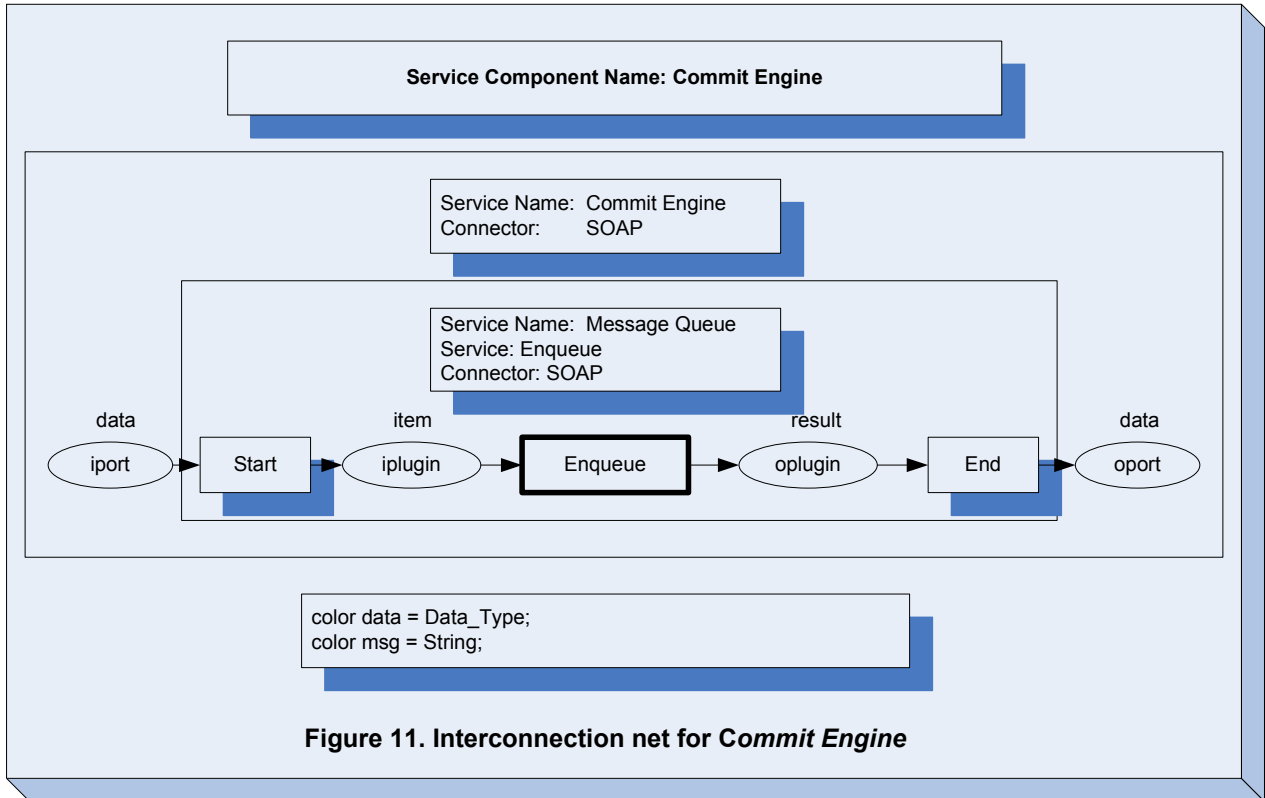 Service Component Name: Commit Engine
Service Name: Commit Engine
Connector: SOAP
Service Name: Message Queue
Service: Enqueue
Connector: SOAP
data item result data
iport Start iplugin Enqueue oplugin End oport
color data = Data_Type;
color msg = String;
Figure 11. Interconnection net for Commit Engine